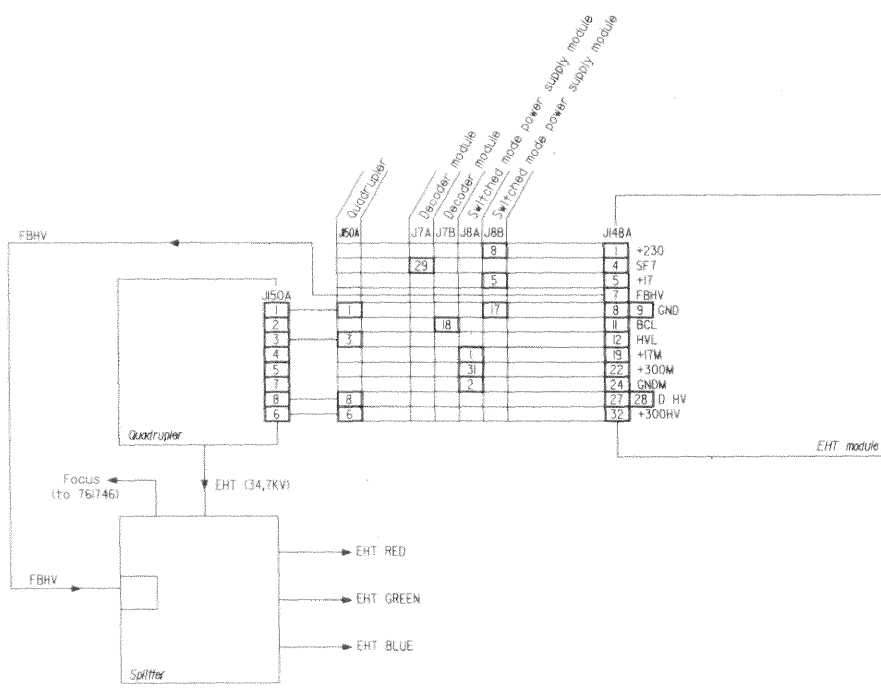 Quadruplier
Decoder module
Decoder module
Switched mode power supply module
Switched mode power supply module
J150A J7A J7B J8A J8B J148A
FBHV
8 1 +230
29 4 SF7
5 5 +17
7 FBHV
J150A
1 1 17 8 9 GND
2 18 11 BCL
3 3 12 HVL
4 1 19 +17M
5 31 22 +300M
7 2 24 GNDM
8 8 27 28 D HV
6 6 32 +300HV
Quadruplier
EHT module
Focus
(to 76i746)
EHT (34,7KV)
EHT RED
FBHV
EHT GREEN
EHT BLUE
Splitter